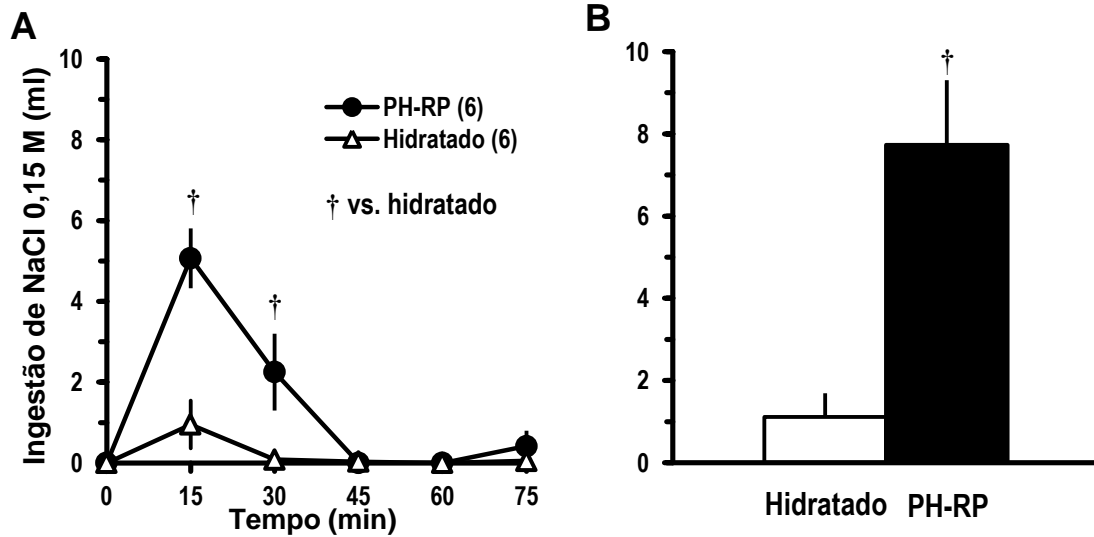 A
Ingestão de NaCl 0,15 M (ml)
10
8
6
4
2
0
†
†
PH-RP (6)
Hidratado (6)
† vs. hidratado
0 15 30 45 60 75
Tempo (min)
B
10
8
6
4
2
0
†
Hidratado PH-RP